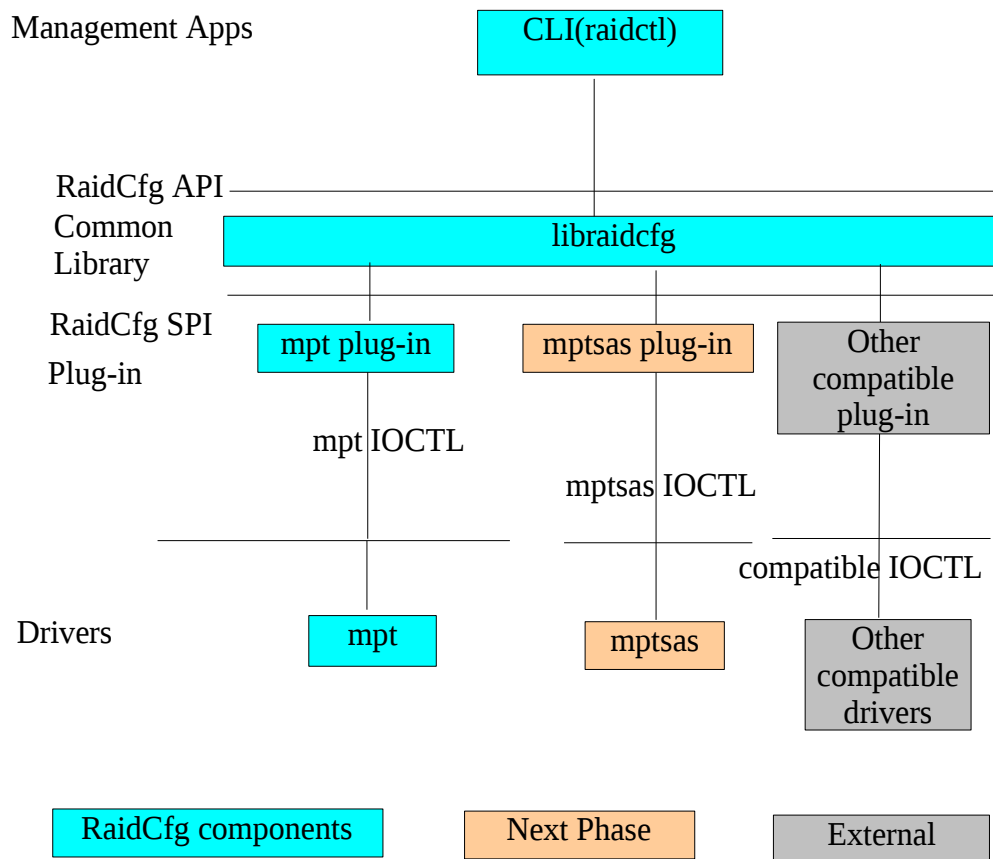 Management Apps
CLI(raidctl)
RaidCfg API
Common
Library
libraidcfg
RaidCfg SPI
Plug-in
mpt plug-in
mptsas plug-in
Other
compatible
plug-in
mpt IOCTL
mptsas IOCTL
compatible IOCTL
Drivers
mpt
mptsas
Other
compatible
drivers
RaidCfg components
Next Phase
External